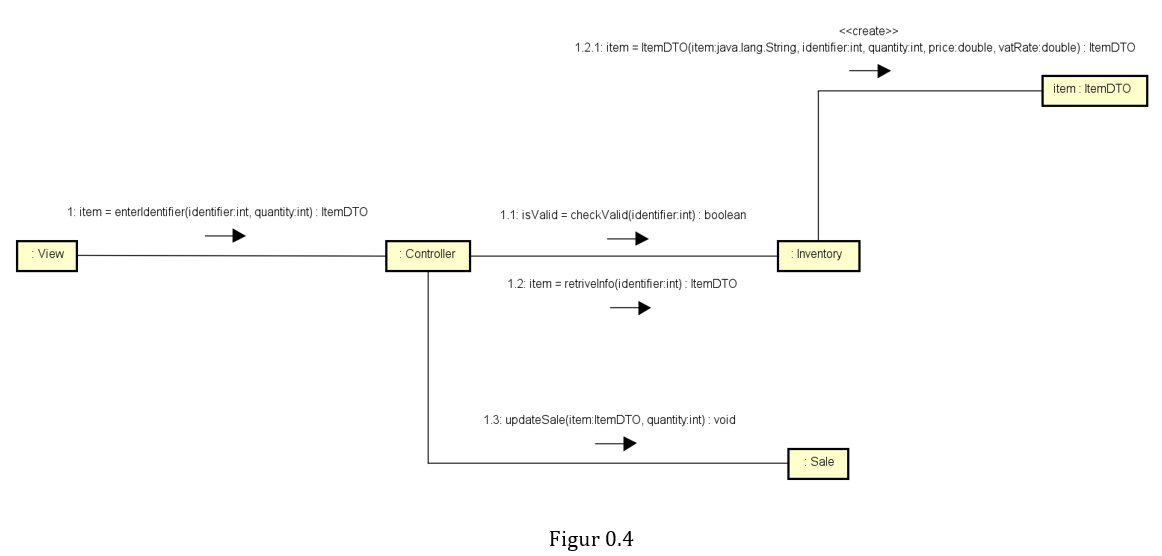 <<create>>
1.2.1: item = ItemDTO(item:java.lang.String, identifier:int, quantity:int, price:double, vatRate:double) : ItemDTO
item : ItemDTO
1: item = enterIdentifier(identifier:int, quantity:int) : ItemDTO
1.1: isValid = checkValid(identifier:int) : boolean
: View
: Controller
: Inventory
1.2: item = retriveInfo(identifier:int) : ItemDTO
1.3: updateSale(item:ItemDTO, quantity:int) : void
: Sale
Figur 0.4